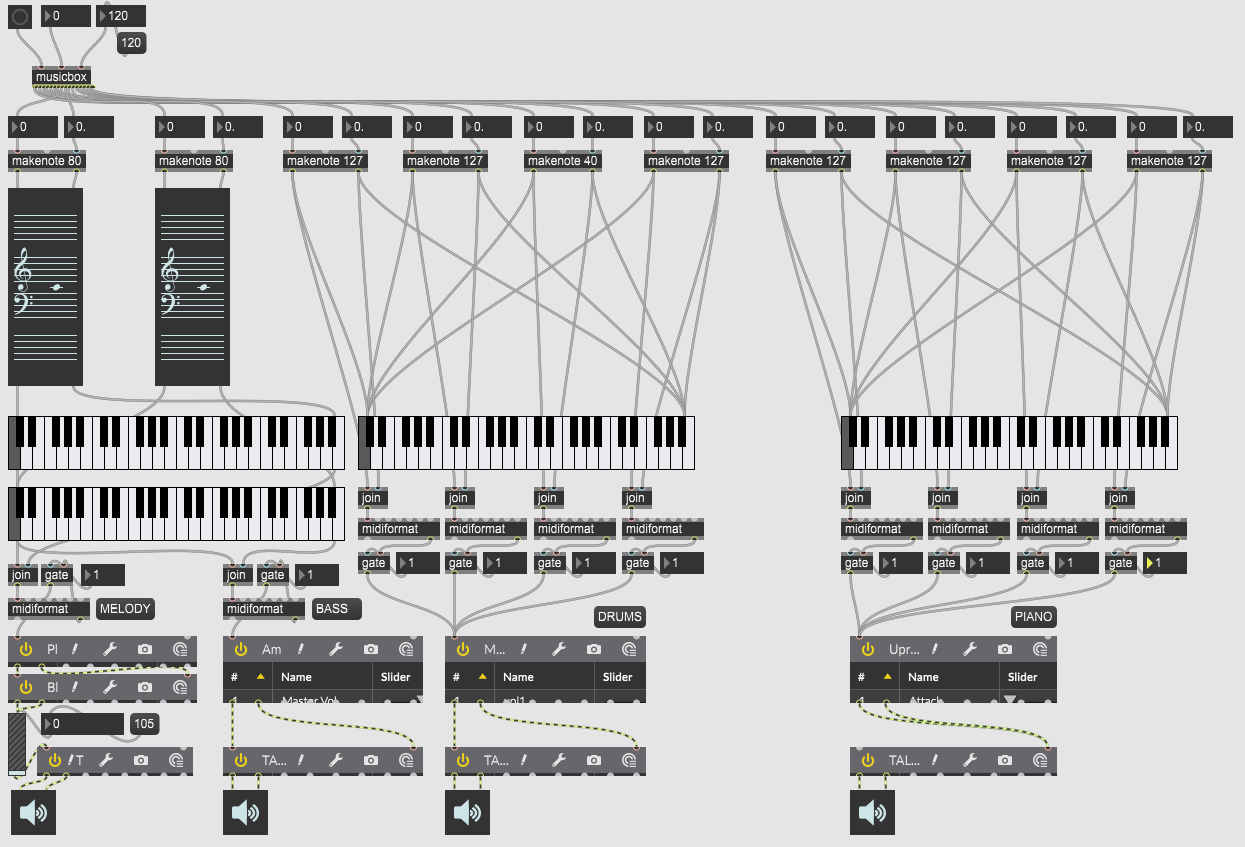 0 120
120
musicbox
0 0. 0 0. 0 0. 0 0. 0 0. 0 0. 0 0. 0 0. 0 0. 0 0.
makenote 80 makenote 80 makenote 127 makenote 127 makenote 40 makenote 127 makenote 127 makenote 127 makenote 127 makenote 127
join join join join join join join join
midiformat midiformat midiformat midiformat midiformat midiformat midiformat midiformat
gate 1 gate 1 gate 1 gate 1 gate 1 gate 1 gate 1 gate 1
join gate 1 join gate 1
midiformat MELODY midiformat BASS
DRUMS PIANO
Pl Am M... Upr...
# Name Slider # Name Slider # Name Slider
1 Master Vol 1 vol1 1 Attack
Bl
0 105
T TA... TA... TAL...